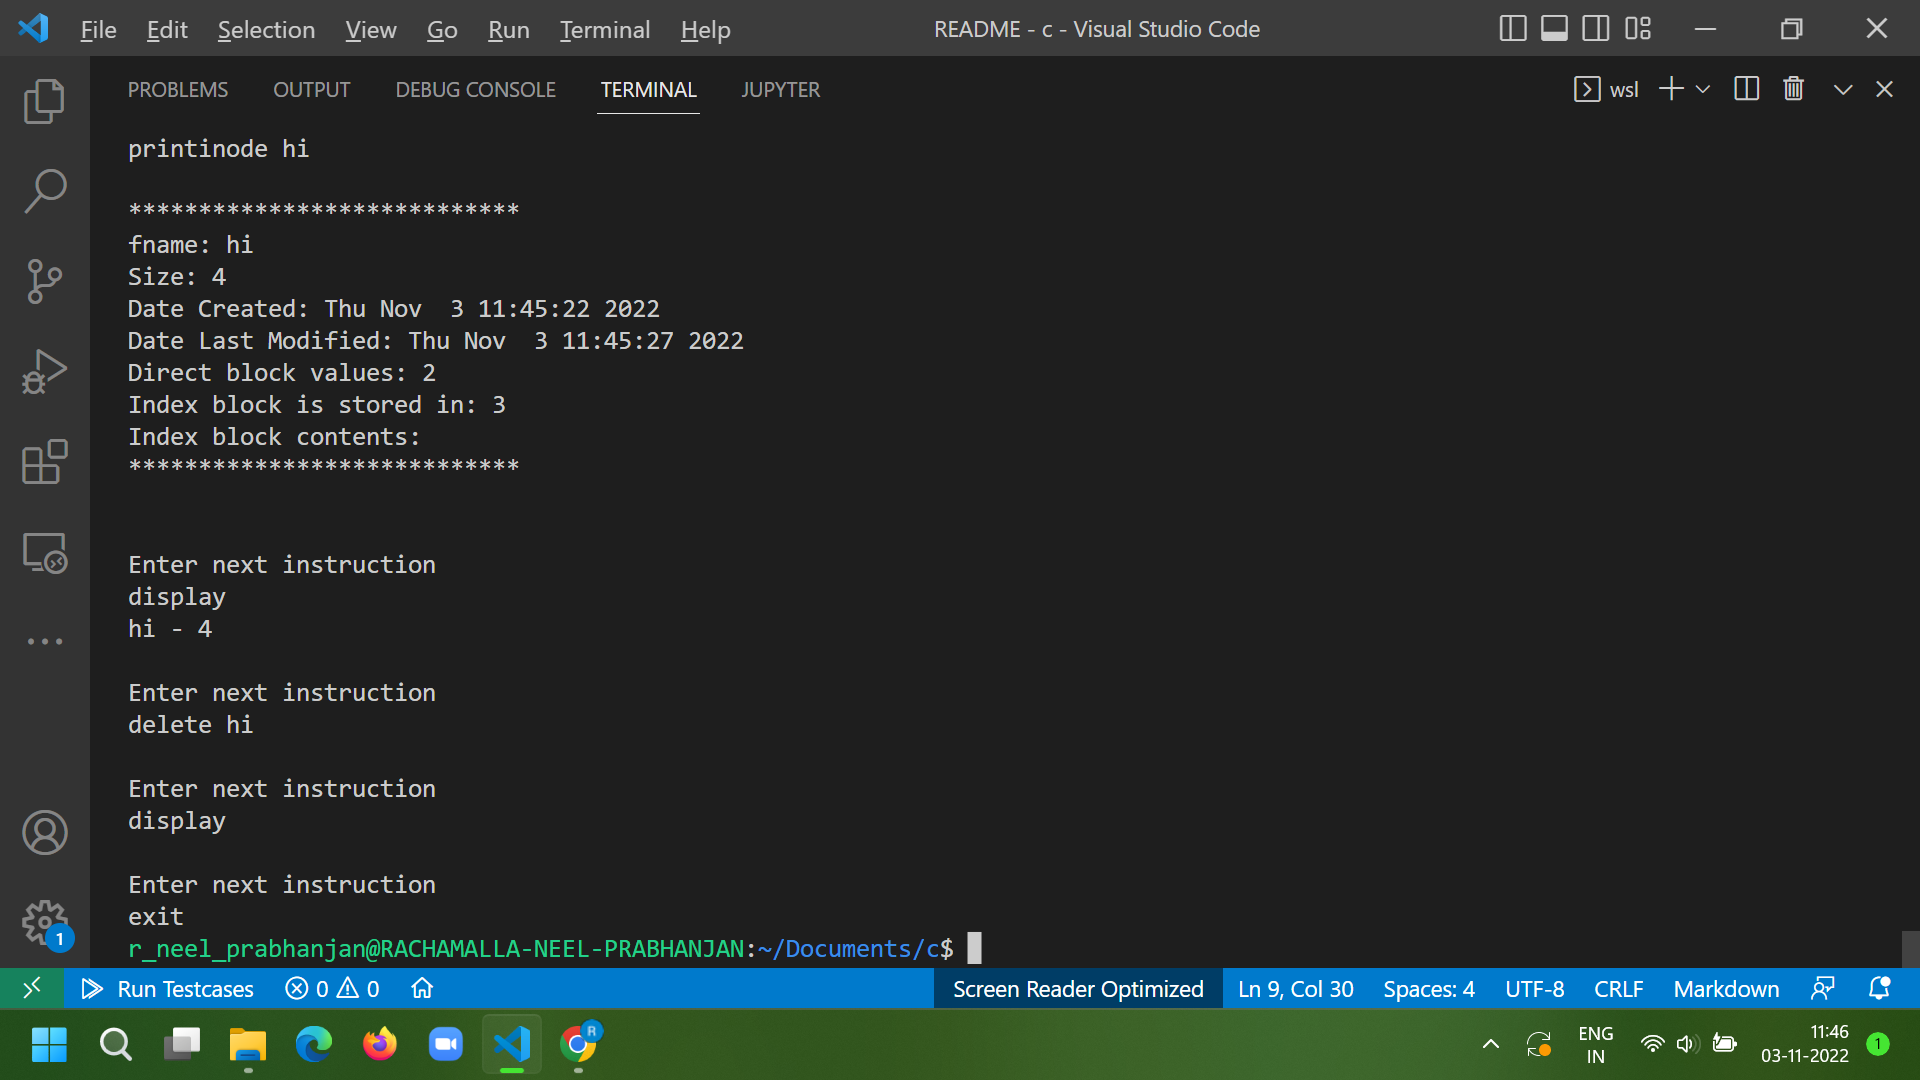 File Edit Selection View Go Run Terminal Help README - c - Visual Studio Code
PROBLEMS OUTPUT DEBUG CONSOLE TERMINAL JUPYTER wsl
printinode hi
****************************
fname: hi
Size: 4
Date Created: Thu Nov  3 11:45:22 2022
Date Last Modified: Thu Nov  3 11:45:27 2022
Direct block values: 2
Index block is stored in: 3
Index block contents:
****************************
Enter next instruction
display
hi - 4
Enter next instruction
delete hi
Enter next instruction
display
Enter next instruction
exit
r_neel_prabhanjan@RACHAMALLA-NEEL-PRABHANJAN:~/Documents/c$
1
Run Testcases 0 0 Screen Reader Optimized Ln 9, Col 30 Spaces: 4 UTF-8 CRLF Markdown
R
ENG
IN
11:46
03-11-2022
1